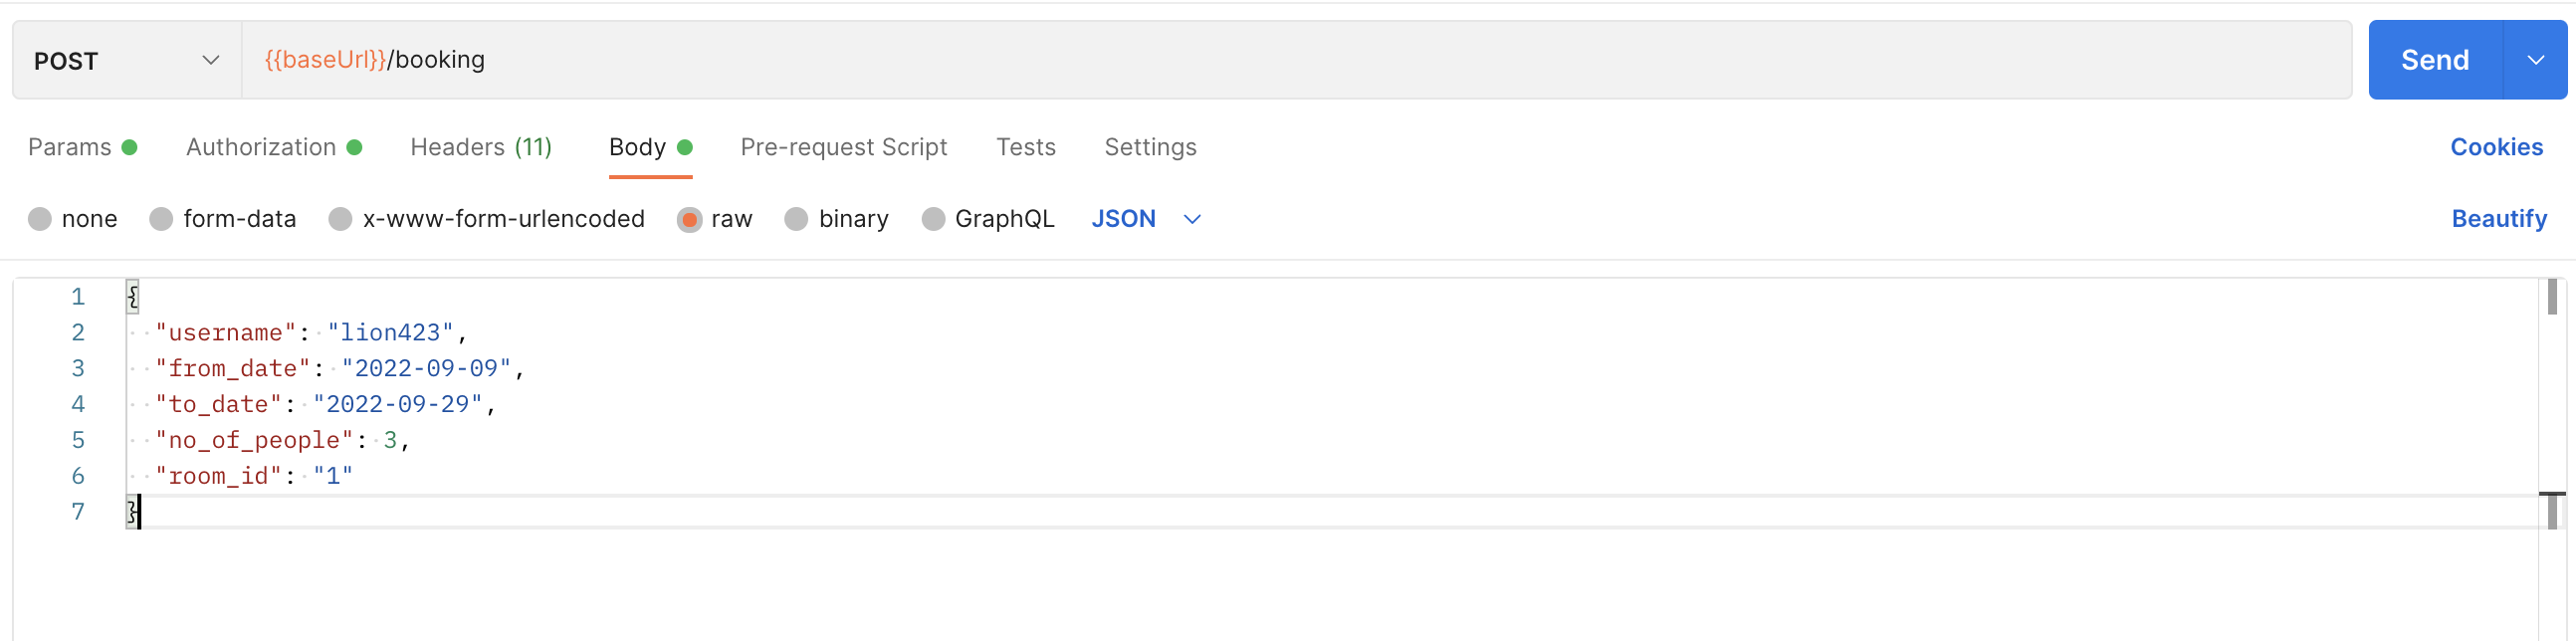 POST {{baseUrl}}/booking Send
Params Authorization Headers (11) Body Pre-request Script Tests Settings Cookies
none form-data x-www-form-urlencoded raw binary GraphQL JSON Beautify
1 {
2 "username": "lion423",
3 "from_date": "2022-09-09",
4 "to_date": "2022-09-29",
5 "no_of_people": 3,
6 "room_id": "1"
7 }